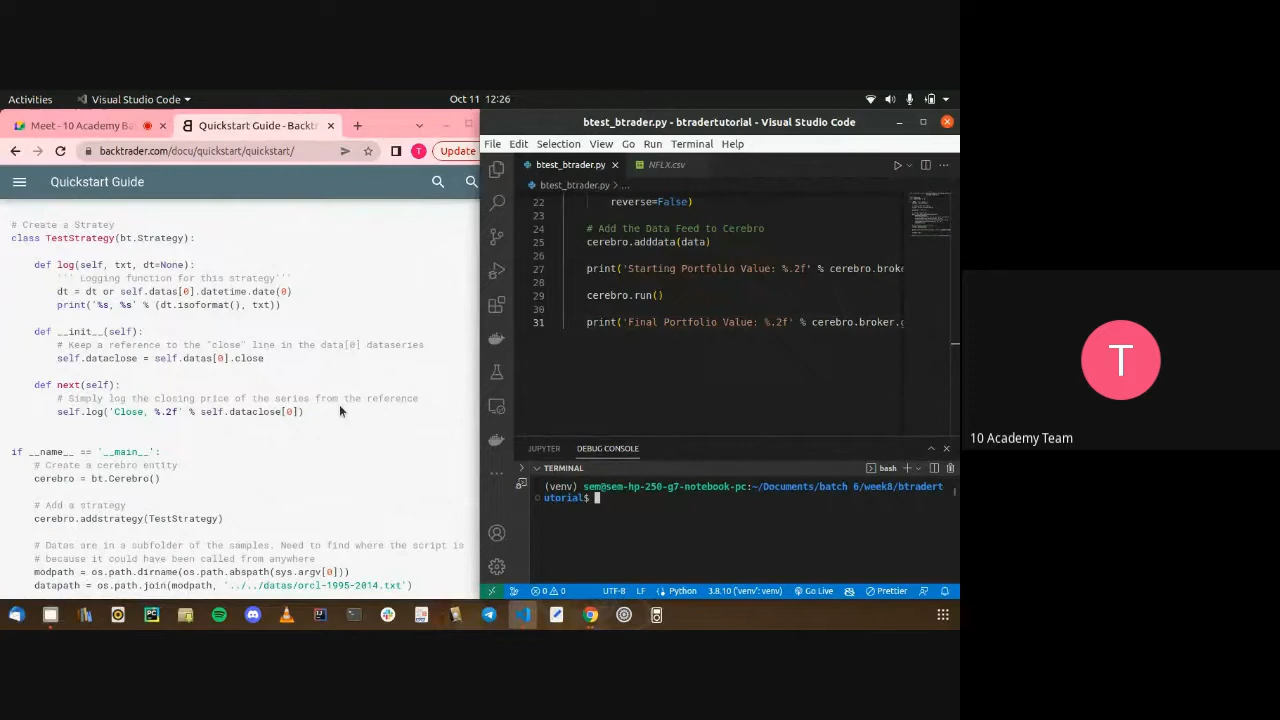 Activities
Visual Studio Code
Oct 11 12:26
Meet - 10 Academy Ba
Quickstart Guide - Backtr
backtrader.com/docu/quickstart/quickstart/
Update
Quickstart Guide
# Create a Stratey
class TestStrategy(bt.Strategy):
def log(self, txt, dt=None):
''' Logging function for this strategy'''
dt = dt or self.datas[0].datetime.date(0)
print('%s, %s' % (dt.isoformat(), txt))
def __init__(self):
# Keep a reference to the "close" line in the data[0] dataseries
self.dataclose = self.datas[0].close
def next(self):
# Simply log the closing price of the series from the reference
self.log('Close, %.2f' % self.dataclose[0])
if __name__ == '__main__':
# Create a cerebro entity
cerebro = bt.Cerebro()
# Add a strategy
cerebro.addstrategy(TestStrategy)
# Datas are in a subfolder of the samples. Need to find where the script is
# because it could have been called from anywhere
modpath = os.path.dirname(os.path.abspath(sys.argv[0]))
datapath = os.path.join(modpath, '../../datas/orcl-1995-2014.txt')
btest_btrader.py - btradertutorial - Visual Studio Code
File Edit Selection View Go Run Terminal Help
btest_btrader.py
NFLX.csv
btest_btrader.py > ...
22 reverse=False)
23
24 # Add the Data Feed to Cerebro
25 cerebro.adddata(data)
26
27 print('Starting Portfolio Value: %.2f' % cerebro.broke
28
29 cerebro.run()
30
31 print('Final Portfolio Value: %.2f' % cerebro.broker.g
JUPYTER DEBUG CONSOLE
TERMINAL
bash
(venv) sem@sem-hp-250-g7-notebook-pc:~/Documents/batch 6/week8/btradert
utorial$
0 0 UTF-8 LF Python 3.8.10 ('venv': venv) Go Live Prettier
T
10 Academy Team